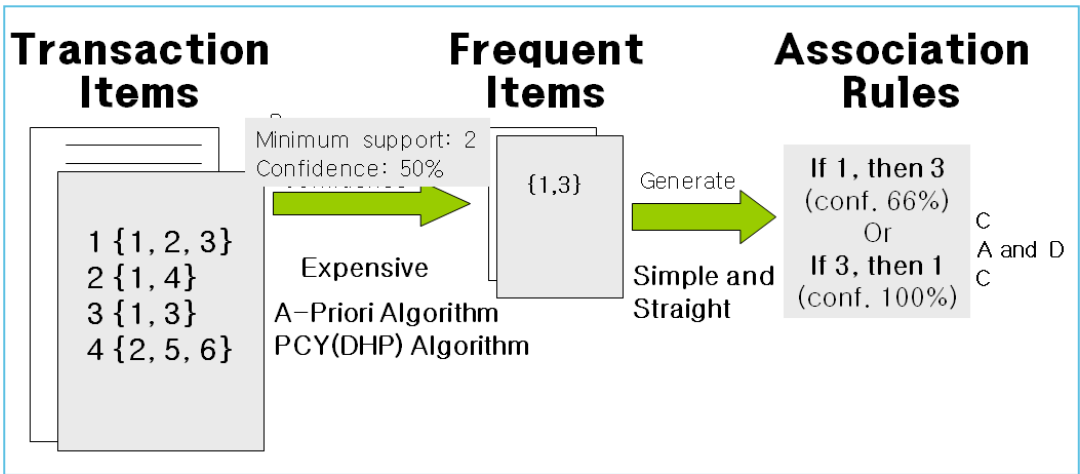 Transaction
Items
Frequent
Items
Association
Rules
Minimum support: 2
Confidence: 50%
1 {1, 2, 3}
2 {1, 4}
3 {1, 3}
4 {2, 5, 6}
Expensive
A-Priori Algorithm
PCY(DHP) Algorithm
{1,3}
Generate
Simple and
Straight
If 1, then 3
(conf. 66%)
Or
If 3, then 1
(conf. 100%)
C
A and D
C